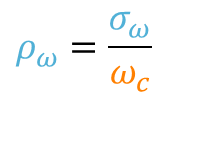 ρ_ω = σ_ω / ω_c